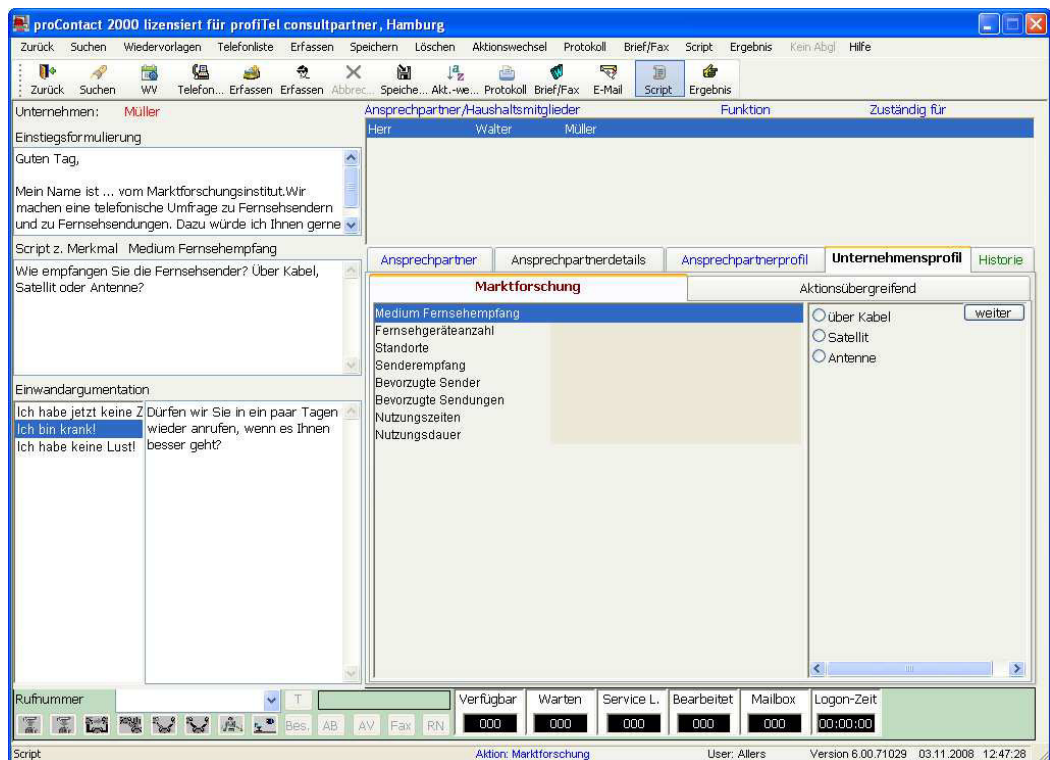 proContact 2000 lizensiert für profiTel consultpartner, Hamburg
Zurück Suchen Wiedervorlagen Telefonliste Erfassen Speichern Löschen Aktionswechsel Protokoll Brief/Fax Script Ergebnis Kein Abgl Hilfe
Zurück Suchen WV Telefon... Erfassen Erfassen Abbrec... Speiche... Akt.-we... Protokoll Brief/Fax E-Mail Script Ergebnis
Unternehmen: Müller
Einstiegsformulierung
Guten Tag,
Mein Name ist ... vom Marktforschungsinstitut.Wir
machen eine telefonische Umfrage zu Fernsehsendern
und zu Fernsehsendungen. Dazu würde ich Ihnen gerne
Script z. Merkmal Medium Fernsehempfang
Wie empfangen Sie die Fernsehsender? Über Kabel,
Satellit oder Antenne?
Einwandargumentation
Ich habe jetzt keine Z
Ich bin krank!
Ich habe keine Lust!
Dürfen wir Sie in ein paar Tagen
wieder anrufen, wenn es Ihnen
besser geht?
Ansprechpartner/Haushaltsmitglieder Funktion Zuständig für
Herr Walter Müller
Ansprechpartner Ansprechpartnerdetails Ansprechpartnerprofil Unternehmensprofil Historie
Marktforschung Aktionsübergreifend
Medium Fernsehempfang
Fernsehgeräteanzahl
Standorte
Senderempfang
Bevorzugte Sender
Bevorzugte Sendungen
Nutzungszeiten
Nutzungsdauer
über Kabel weiter
Satellit
Antenne
Rufnummer T Verfügbar Warten Service L. Bearbeitet Mailbox Logon-Zeit
Bes. AB AV Fax RN 000 000 000 000 000 00:00:00
Script Aktion: Marktforschung User: Allers Version 6.00.71029 03.11.2008 12:47:28